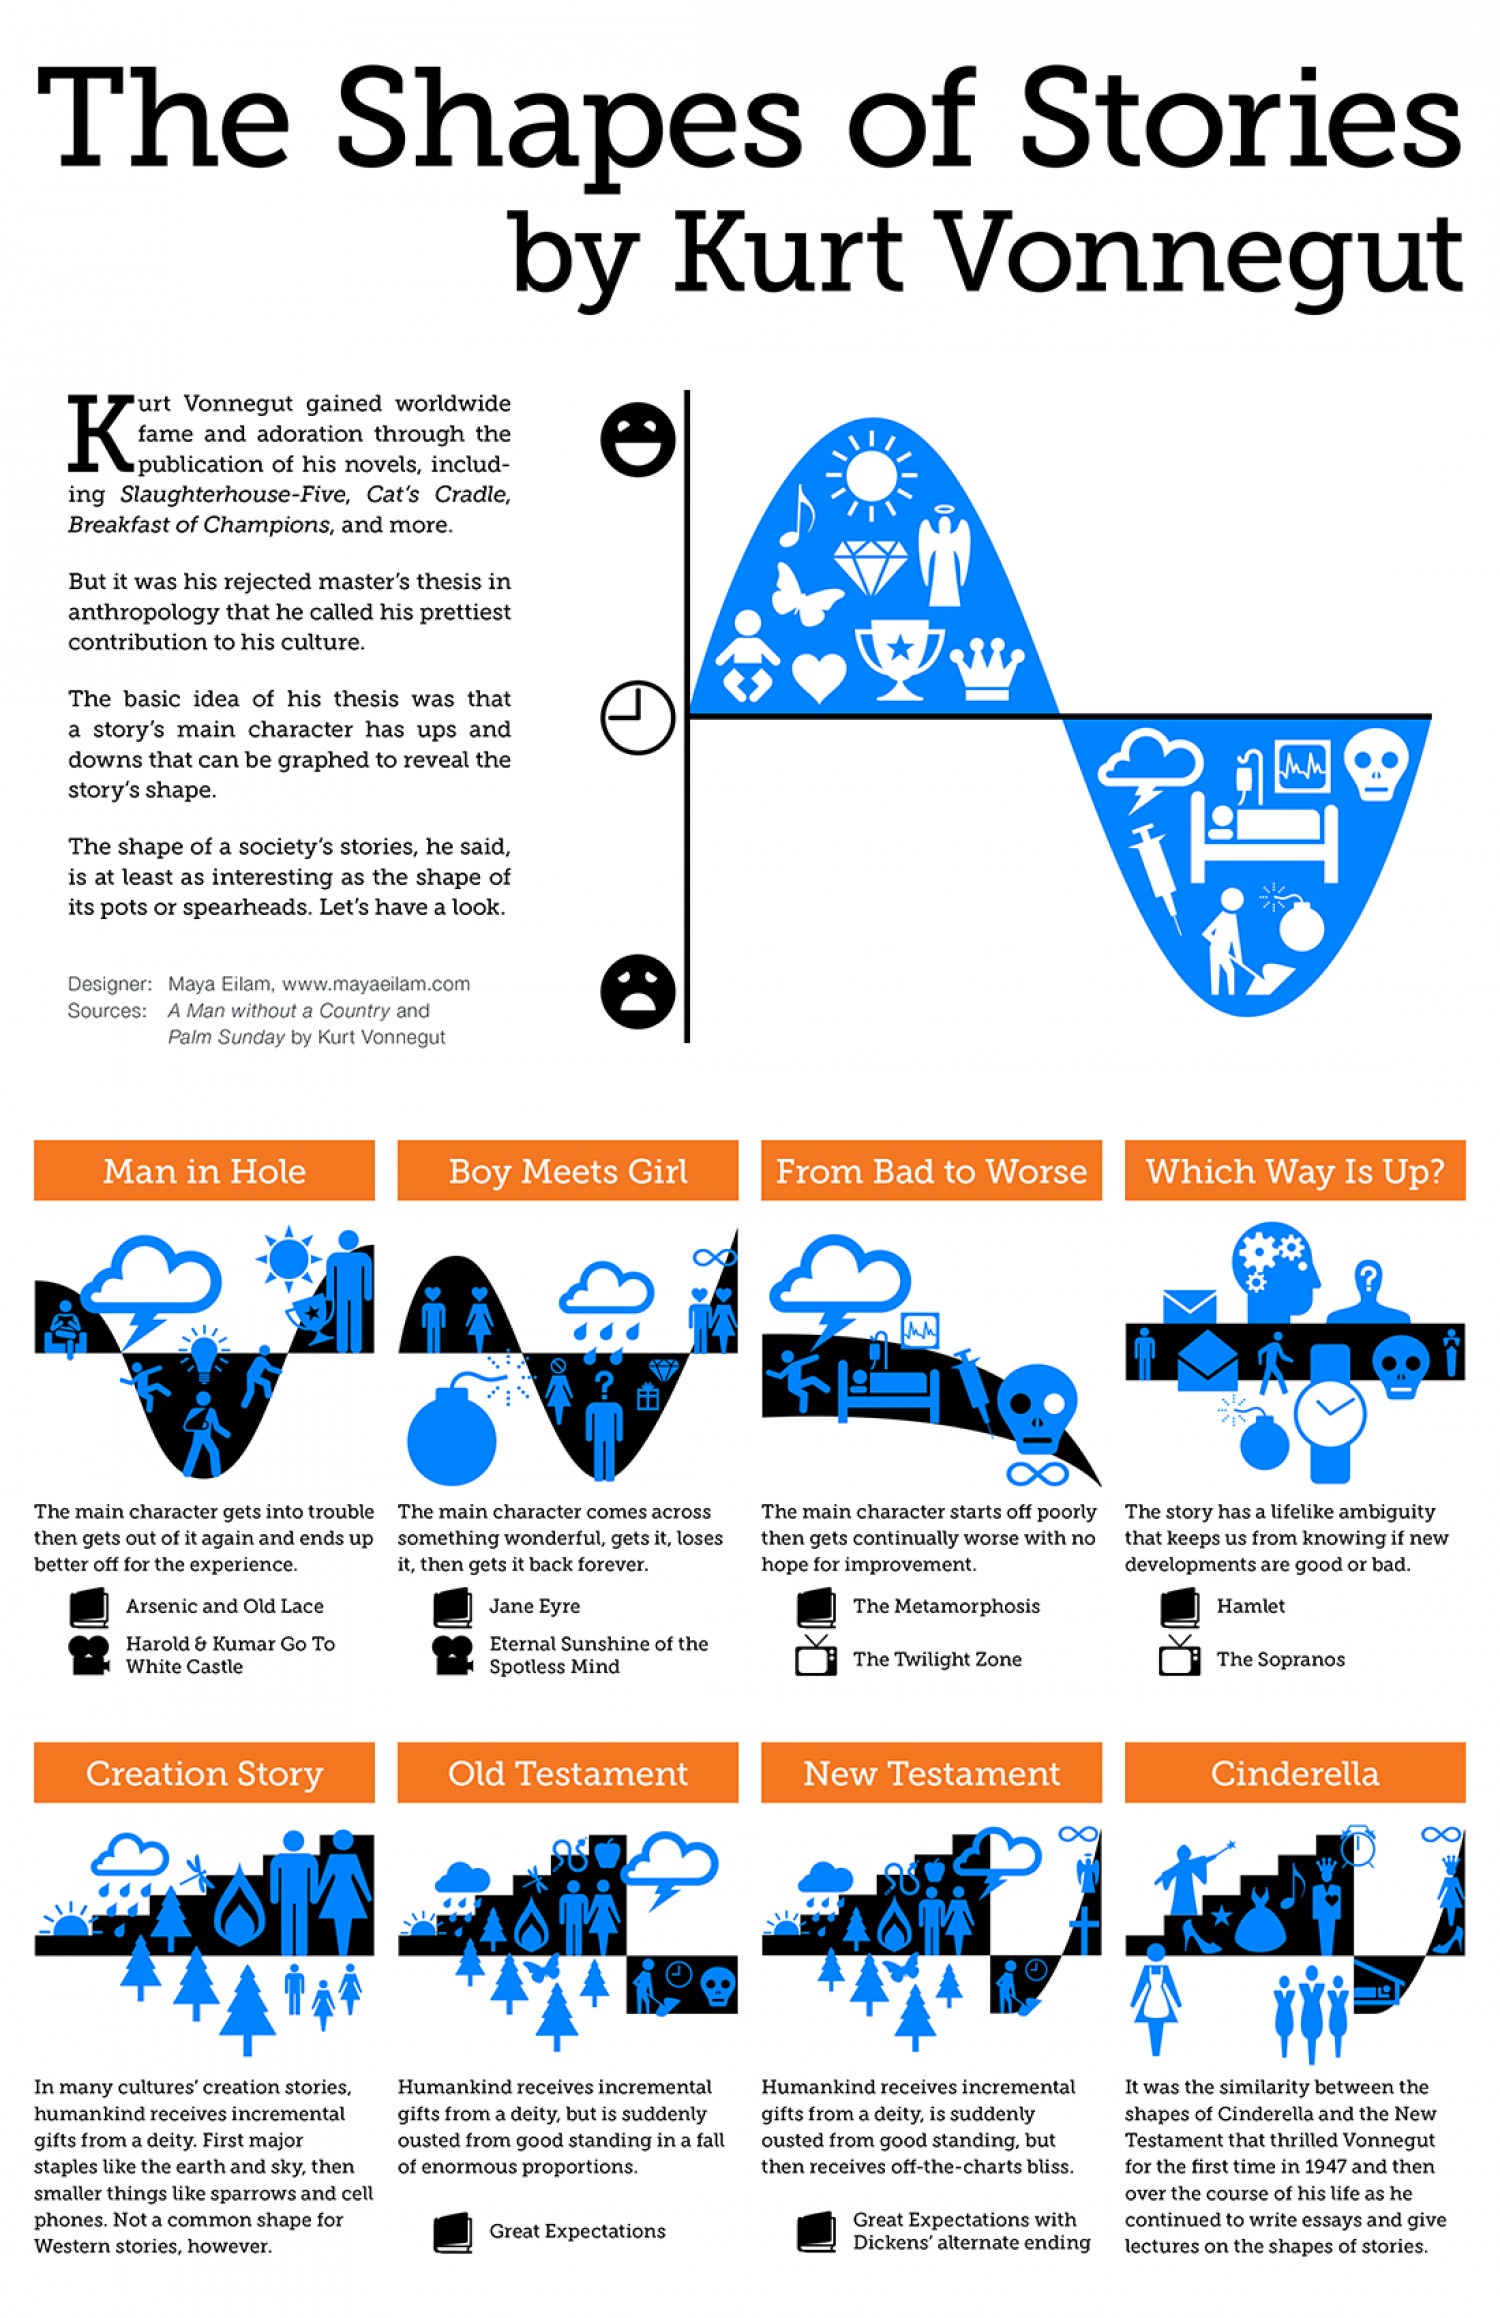 The Shapes of Stories
by Kurt Vonnegut
Kurt Vonnegut gained worldwide
fame and adoration through the
publication of his novels, includ-
ing Slaughterhouse-Five, Cat's Cradle,
Breakfast of Champions, and more.
But it was his rejected master's thesis in
anthropology that he called his prettiest
contribution to his culture.
The basic idea of his thesis was that
a story's main character has ups and
downs that can be graphed to reveal the
story's shape.
The shape of a society's stories, he said,
is at least as interesting as the shape of
its pots or spearheads. Let's have a look.
Designer: Maya Eilam, www.mayaeilam.com
Sources: A Man without a Country and
Palm Sunday by Kurt Vonnegut
Man in Hole
The main character gets into trouble
then gets out of it again and ends up
better off for the experience.
Arsenic and Old Lace
Harold & Kumar Go To
White Castle
Boy Meets Girl
?
The main character comes across
something wonderful, gets it, loses
it, then gets it back forever.
Jane Eyre
Eternal Sunshine of the
Spotless Mind
From Bad to Worse
The main character starts off poorly
then gets continually worse with no
hope for improvement.
The Metamorphosis
The Twilight Zone
Which Way Is Up?
?
The story has a lifelike ambiguity
that keeps us from knowing if new
developments are good or bad.
Hamlet
The Sopranos
Creation Story
In many cultures' creation stories,
humankind receives incremental
gifts from a deity. First major
staples like the earth and sky, then
smaller things like sparrows and cell
phones. Not a common shape for
Western stories, however.
Old Testament
Humankind receives incremental
gifts from a deity, but is suddenly
ousted from good standing in a fall
of enormous proportions.
Great Expectations
New Testament
Humankind receives incremental
gifts from a deity, is suddenly
ousted from good standing, but
then receives off-the-charts bliss.
Great Expectations with
Dickens' alternate ending
Cinderella
It was the similarity between the
shapes of Cinderella and the New
Testament that thrilled Vonnegut
for the first time in 1947 and then
over the course of his life as he
continued to write essays and give
lectures on the shapes of stories.